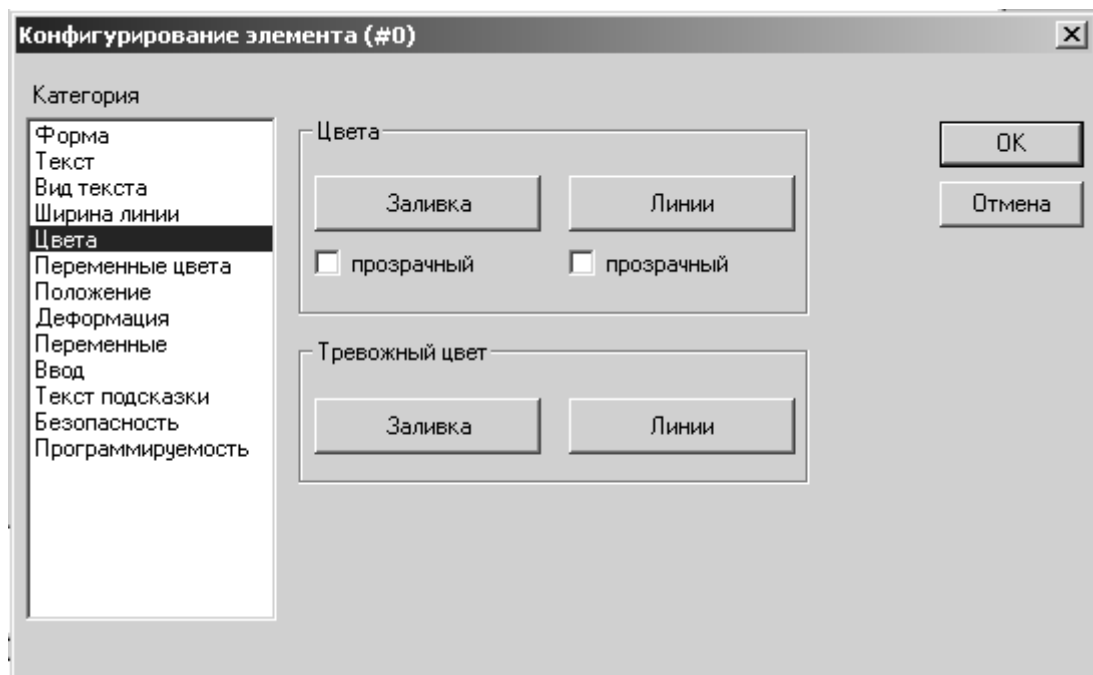 Конфигурирование элемента (#0)
Категория
Форма
Текст
Вид текста
Ширина линии
Цвета
Переменные цвета
Положение
Деформация
Переменные
Ввод
Текст подсказки
Безопасность
Программируемость
Цвета
Заливка Линии
прозрачный прозрачный
Тревожный цвет
Заливка Линии
OK
Отмена